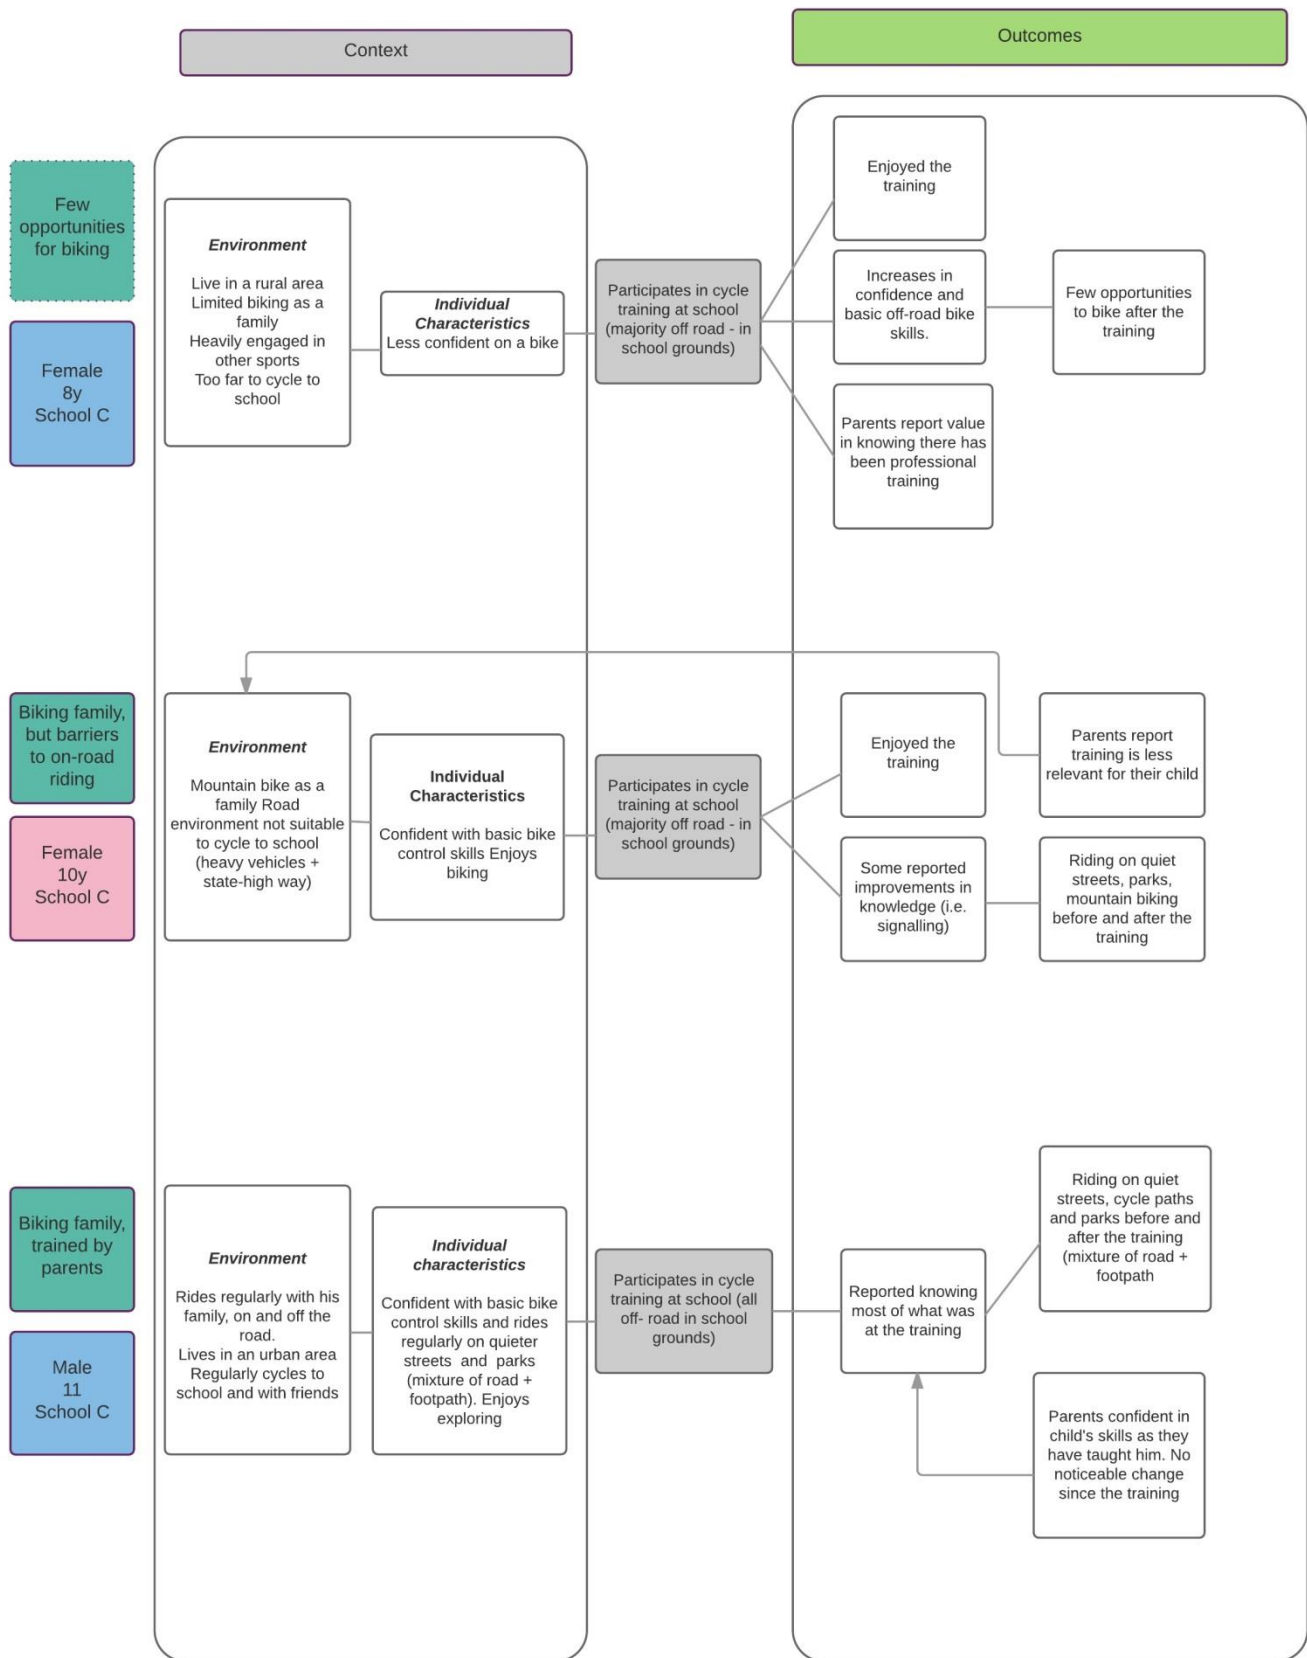 Context
Outcomes
Few
opportunities
for biking
Female
8y
School C
Environment
Live in a rural area
Limited biking as a
family
Heavily engaged in
other sports
Too far to cycle to
school
Individual
Characteristics
Less confident on a bike
Participates in cycle
training at school
(majority off road - in
school grounds)
Enjoyed the
training
Increases in
confidence and
basic off-road bike
skills.
Few opportunities
to bike after the
training
Parents report value
in knowing there has
been professional
training
Biking family,
but barriers
to on-road
riding
Female
10y
School C
Environment
Mountain bike as a
family Road
environment not suitable
to cycle to school
(heavy vehicles +
state-high way)
Individual
Characteristics
Confident with basic bike
control skills Enjoys
biking
Participates in cycle
training at school
(majority off road - in
school grounds)
Enjoyed the
training
Parents report
training is less
relevant for their
child
Some reported
improvements in
knowledge (i.e.
signalling)
Riding on quiet
streets, parks,
mountain biking
before and after the
training
Biking family,
trained by
parents
Male
11
School C
Environment
Rides regularly with his
family, on and off the
road.
Lives in an urban area
Regularly cycles to
school and with friends
Individual
characteristics
Confident with basic bike
control skills and rides
regularly on quieter
streets and parks
(mixture of road +
footpath). Enjoys
exploring
Participates in cycle
training at school (all
off- road in school
grounds)
Reported knowing
most of what was
at the training
Riding on quiet
streets, cycle paths
and parks before and
after the training
(mixture of road +
footpath
Parents confident in
child's skills as they
have taught him. No
noticeable change
since the training